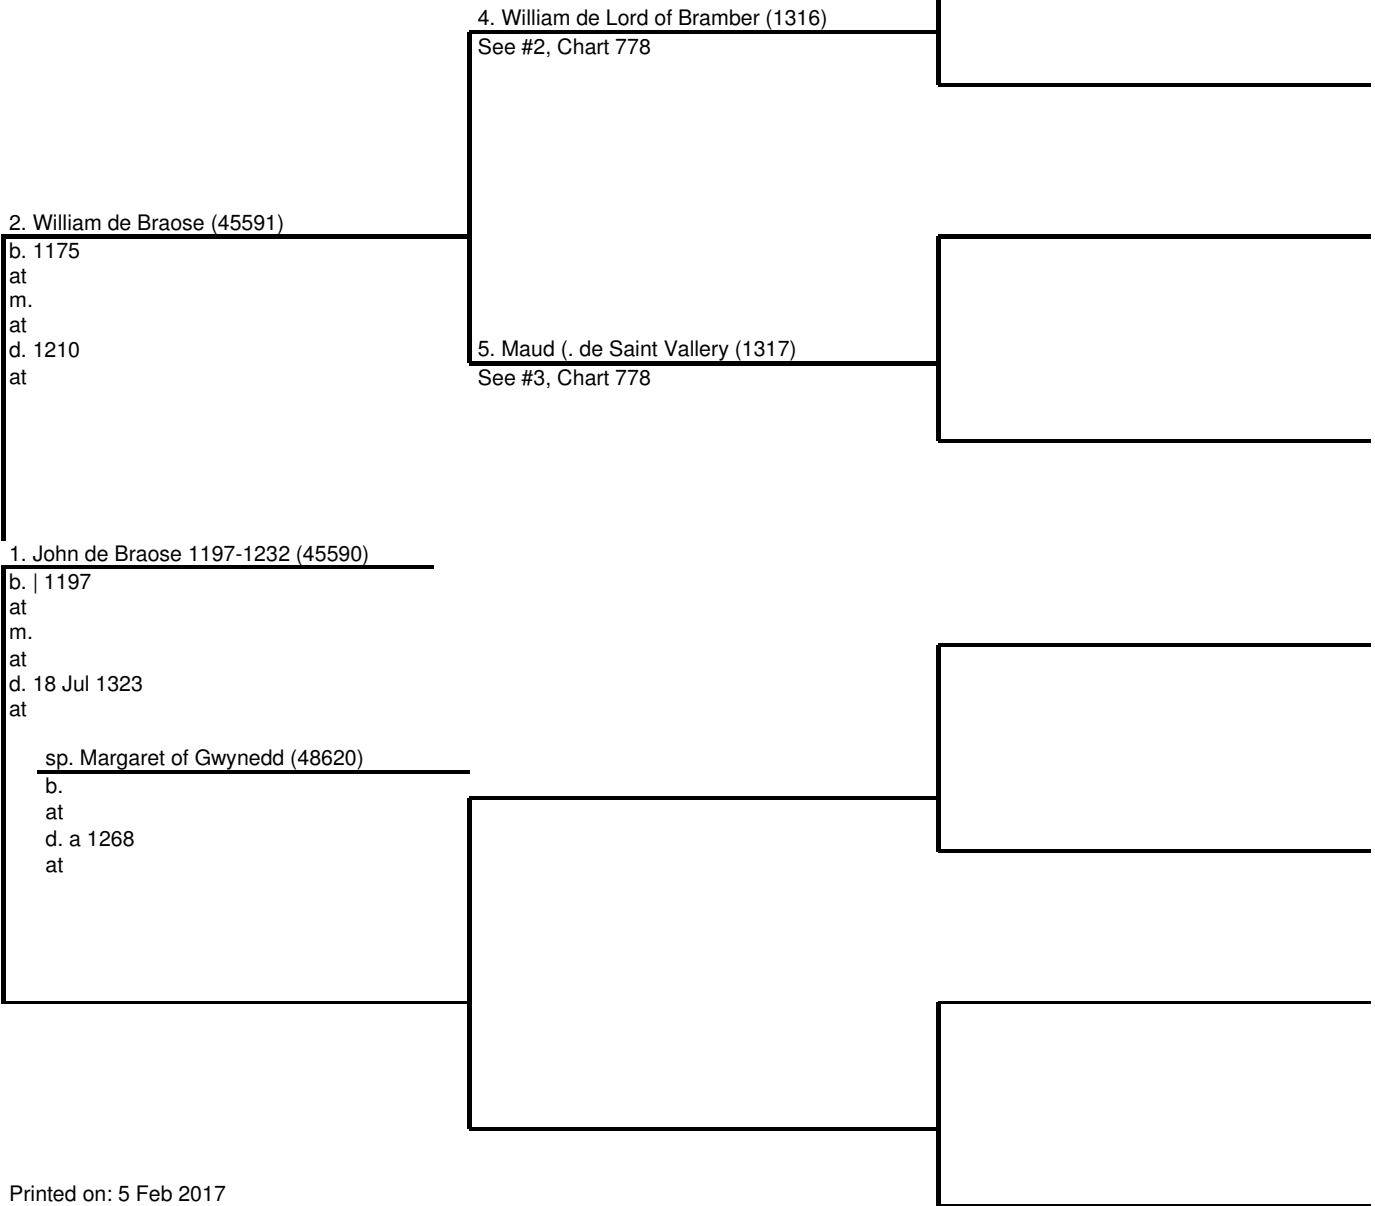 4. William de Lord of Bramber (1316)
See #2, Chart 778
2. William de Braose (45591)
b. 1175
at
m.
at
d. 1210
at
5. Maud (. de Saint Vallery (1317)
See #3, Chart 778
1. John de Braose 1197-1232 (45590)
b. | 1197
at
m.
at
d. 18 Jul 1323
at
sp. Margaret of Gwynedd (48620)
b.
at
d. a 1268
at
Printed on: 5 Feb 2017